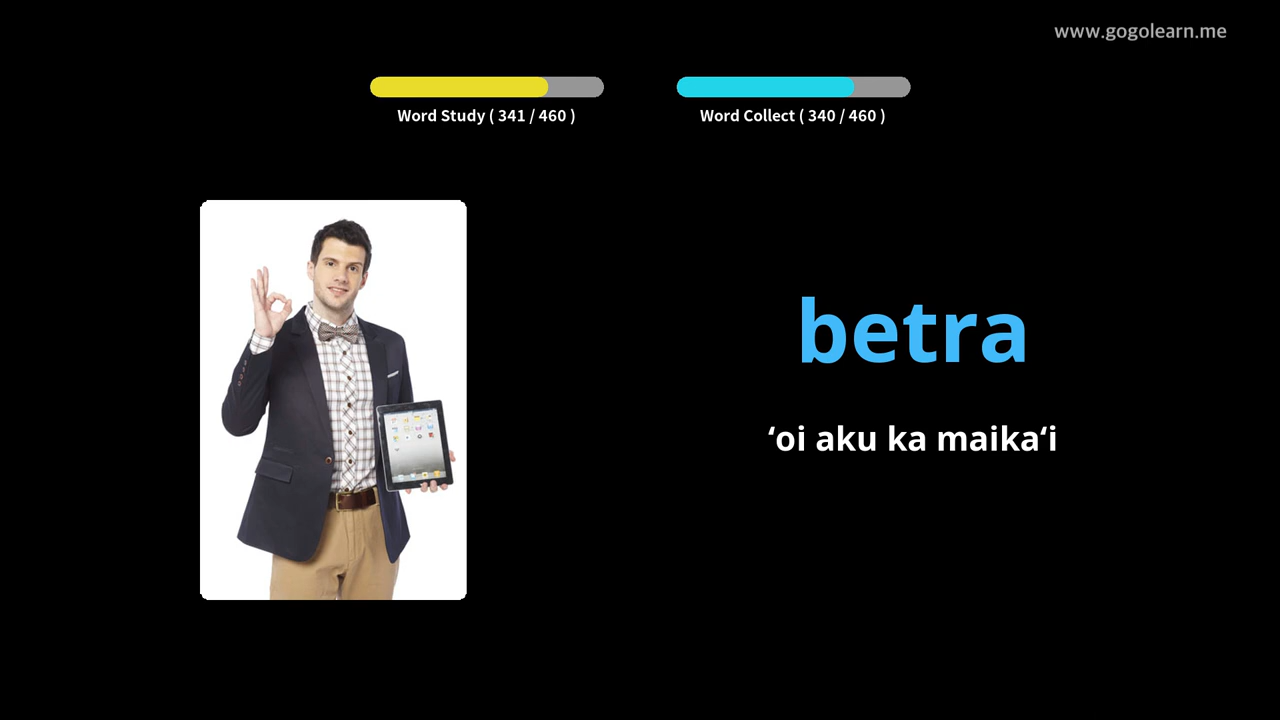 www.gogolearn.me
Word Study ( 341 / 460 )
Word Collect ( 340 / 460 )
betra
ʻoi aku ka maikaʻi